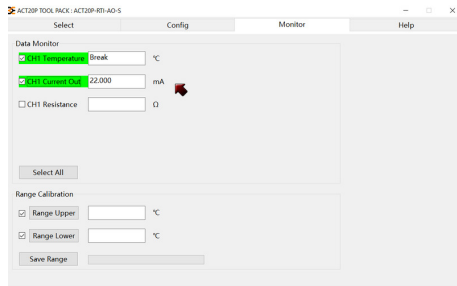 ACT20P TOOL PACK : ACT20P-RTI-AO-S
Select Config Monitor Help
Data Monitor
CH1 Temperature Break °C
CH1 Current Out 22.000 mA
CH1 Resistance Ω
Select All
Range Calibration
Range Upper °C
Range Lower °C
Save Range